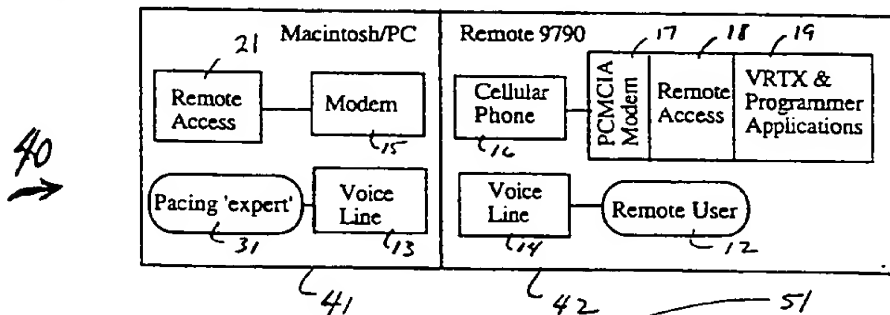 Macintosh/PC
Remote 9790
21
17
18
19
Remote
Access
Modem
15
Cellular
Phone
16
PCMCIA
Modem
Remote
Access
VRTX &
Programmer
Applications
40
Pacing 'expert'
31
Voice
Line
13
Voice
Line
14
Remote User
12
41
42
51